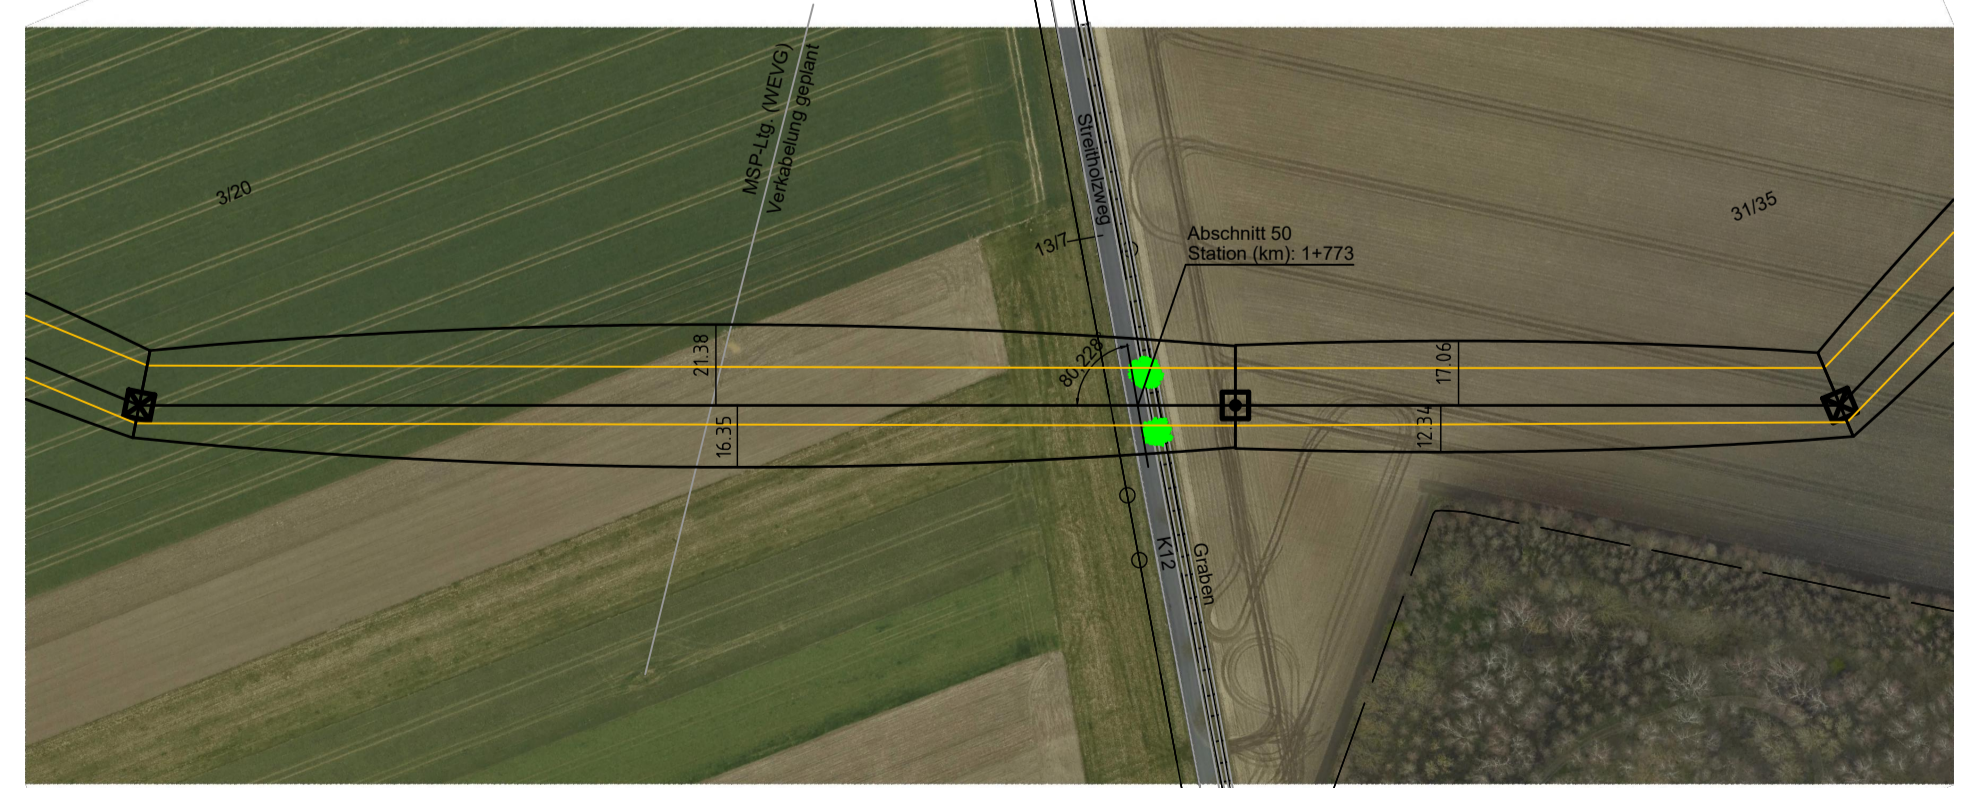 MSP-Ltg. (WEVG)
Verkabelung geplant
Streitholzweg
3/20
31/35
13/7
Abschnitt 50
Station (km): 1+773
21.38
80,228
17.06
16.35
12.34
K12
Graben